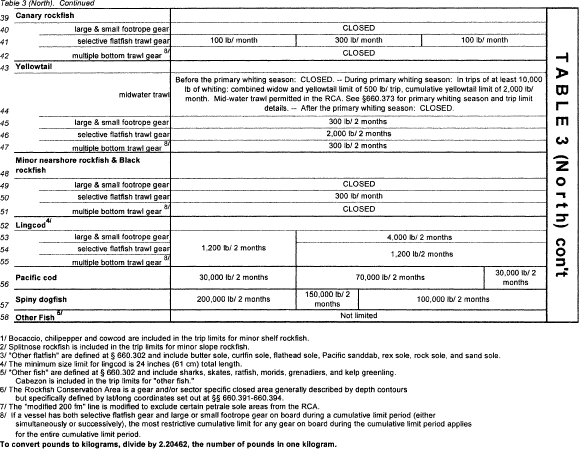 Table 3 (North). Continued
39 Canary rockfish
40 large & small footrope gear CLOSED
41 selective flatfish trawl gear 100 lb/ month 300 lb/ month 100 lb/ month
42 multiple bottom trawl gear 8/ CLOSED
43 Yellowtail
44 midwater trawl Before the primary whiting season: CLOSED. -- During primary whiting season: In trips of at least 10,000
lb of whiting: combined widow and yellowtail limit of 500 lb/ trip, cumulative yellowtail limit of 2,000 lb/
month. Mid-water trawl permitted in the RCA. See §660.373 for primary whiting season and trip limit
details. -- After the primary whiting season: CLOSED.
45 large & small footrope gear 300 lb/ 2 months
46 selective flatfish trawl gear 2,000 lb/ 2 months
47 multiple bottom trawl gear 8/ 300 lb/ 2 months
48 Minor nearshore rockfish & Black
rockfish
49 large & small footrope gear CLOSED
50 selective flatfish trawl gear 300 lb/ month
51 multiple bottom trawl gear 8/ CLOSED
52 Lingcod 4/
53 large & small footrope gear 4,000 lb/ 2 months
54 selective flatfish trawl gear 1,200 lb/ 2 months 1,200 lb/2 months
55 multiple bottom trawl gear 8/
56 Pacific cod 30,000 lb/ 2 months 70,000 lb/ 2 months 30,000 lb/ 2
months
57 Spiny dogfish 200,000 lb/ 2 months 150,000 lb/ 2
months 100,000 lb/ 2 months
58 Other Fish 5/ Not limited
TABLE 3 (North) con't
1/ Bocaccio, chilipepper and cowcod are included in the trip limits for minor shelf rockfish.
2/ Splitnose rockfish is included in the trip limits for minor slope rockfish.
3/ "Other flatfish" are defined at § 660.302 and include butter sole, curlfin sole, flathead sole, Pacific sanddab, rex sole, rock sole, and sand sole.
4/ The minimum size limit for lingcod is 24 inches (61 cm) total length.
5/ "Other fish" are defined at § 660.302 and include sharks, skates, ratfish, morids, grenadiers, and kelp greenling.
Cabezon is included in the trip limits for "other fish."
6/ The Rockfish Conservation Area is a gear and/or sector specific closed area generally described by depth contours
but specifically defined by lat/long coordinates set out at §§ 660.391-660.394.
7/ The "modified 200 fm" line is modified to exclude certain petrale sole areas from the RCA.
8/ If a vessel has both selective flatfish gear and large or small footrope gear on board during a cumulative limit period (either
simultaneously or successively), the most restrictive cumulative limit for any gear on board during the cumulative limit period applies
for the entire cumulative limit period.
To convert pounds to kilograms, divide by 2.20462, the number of pounds in one kilogram.